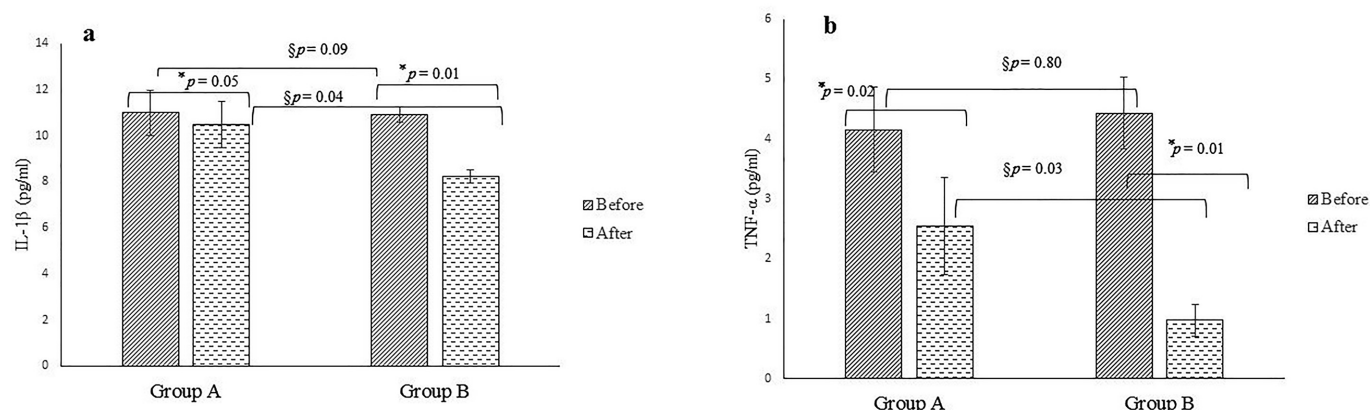 a
§p= 0.09
*p= 0.05
*p= 0.01
§p= 0.04
14
12
10
8
6
4
2
0
IL-1β (pg/ml)
Before
After
Group A
Group B
b
§p= 0.80
*p= 0.02
*p= 0.01
§p= 0.03
6
5
4
3
2
1
0
TNF-α (pg/ml)
Before
After
Group A
Group B